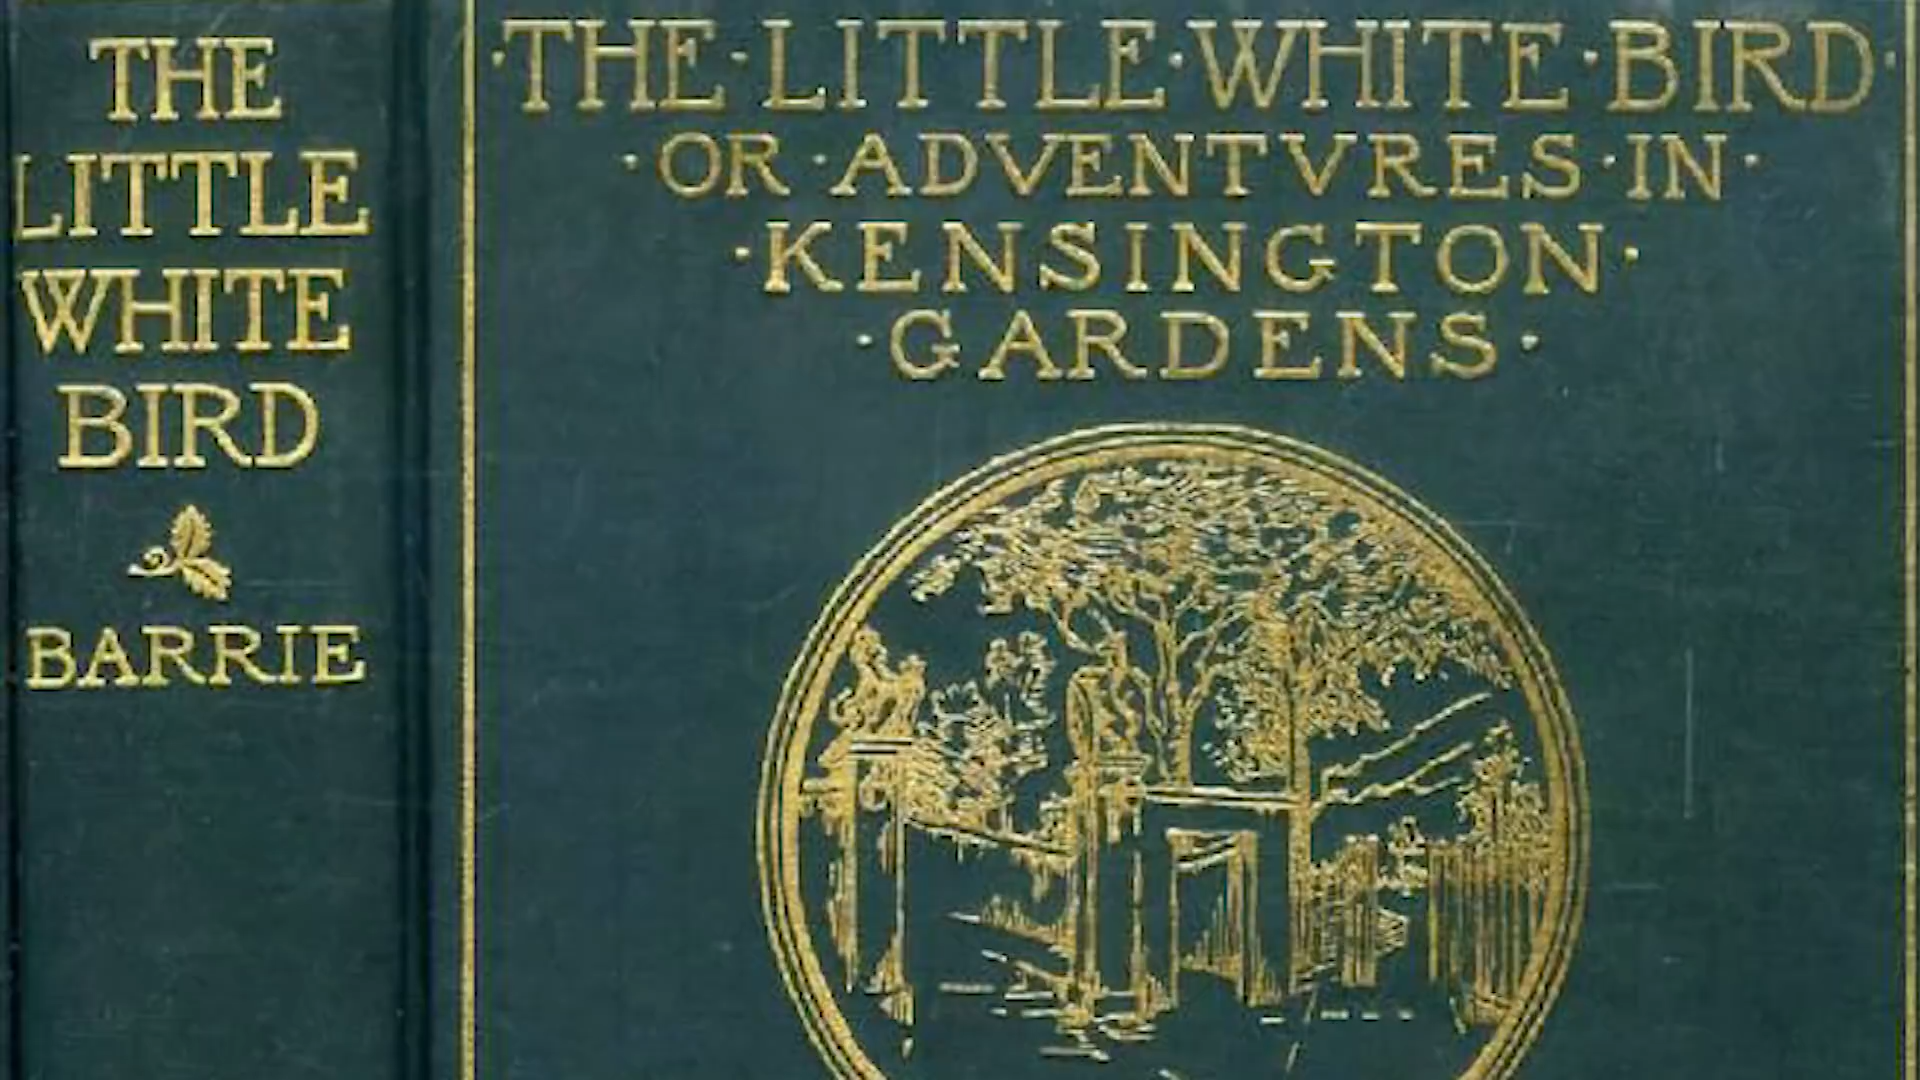 THE
LITTLE
WHITE
BIRD
BARRIE
·THE·LITTLE·WHITE·BIRD·
·OR·ADVENTVRES·IN·
·KENSINGTON·
·GARDENS·